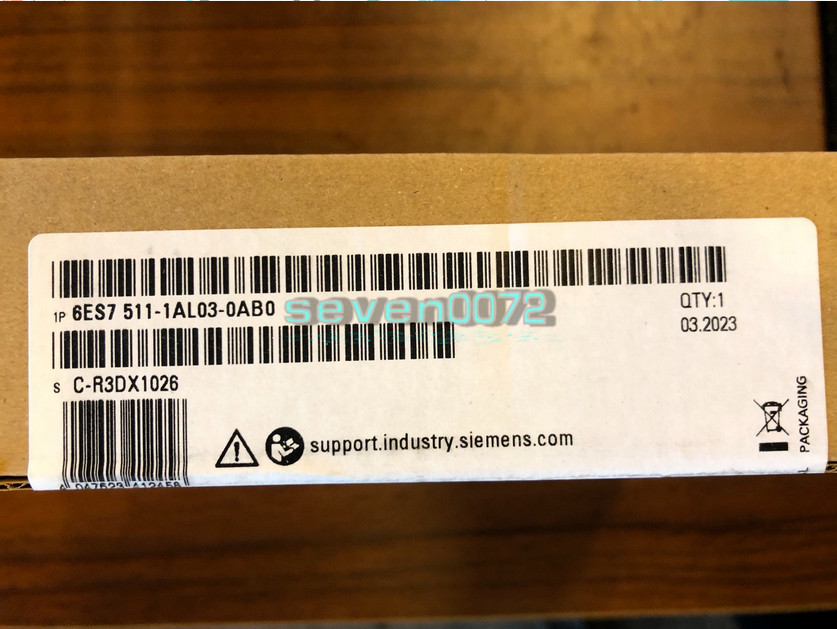 1P 6ES7 511-1AL03-0AB0
seven0072
QTY:1
03.2023
S C-R3DX1026
support.industry.siemens.com
PACKAGING